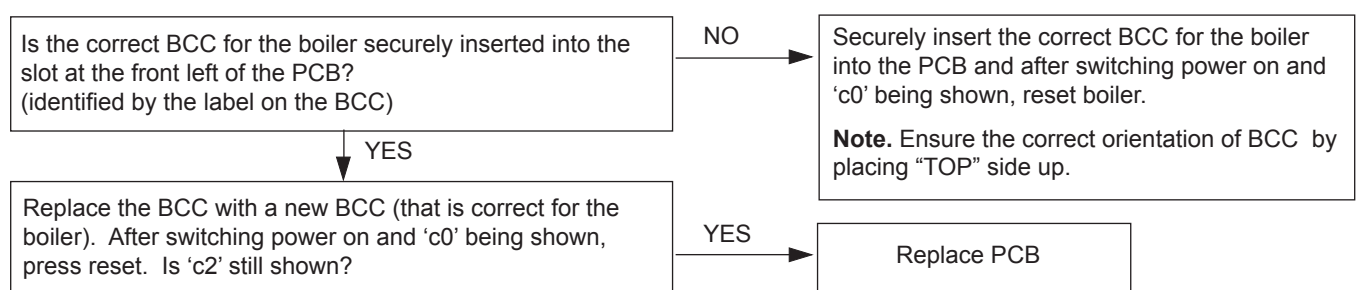 Is the correct BCC for the boiler securely inserted into the
slot at the front left of the PCB?
(identified by the label on the BCC)
NO
Securely insert the correct BCC for the boiler
into the PCB and after switching power on and
‘c0’ being shown, reset boiler.
Note. Ensure the correct orientation of BCC by
placing “TOP” side up.
YES
Replace the BCC with a new BCC (that is correct for the
boiler). After switching power on and ‘c0’ being shown,
press reset. Is ‘c2’ still shown?
YES
Replace PCB